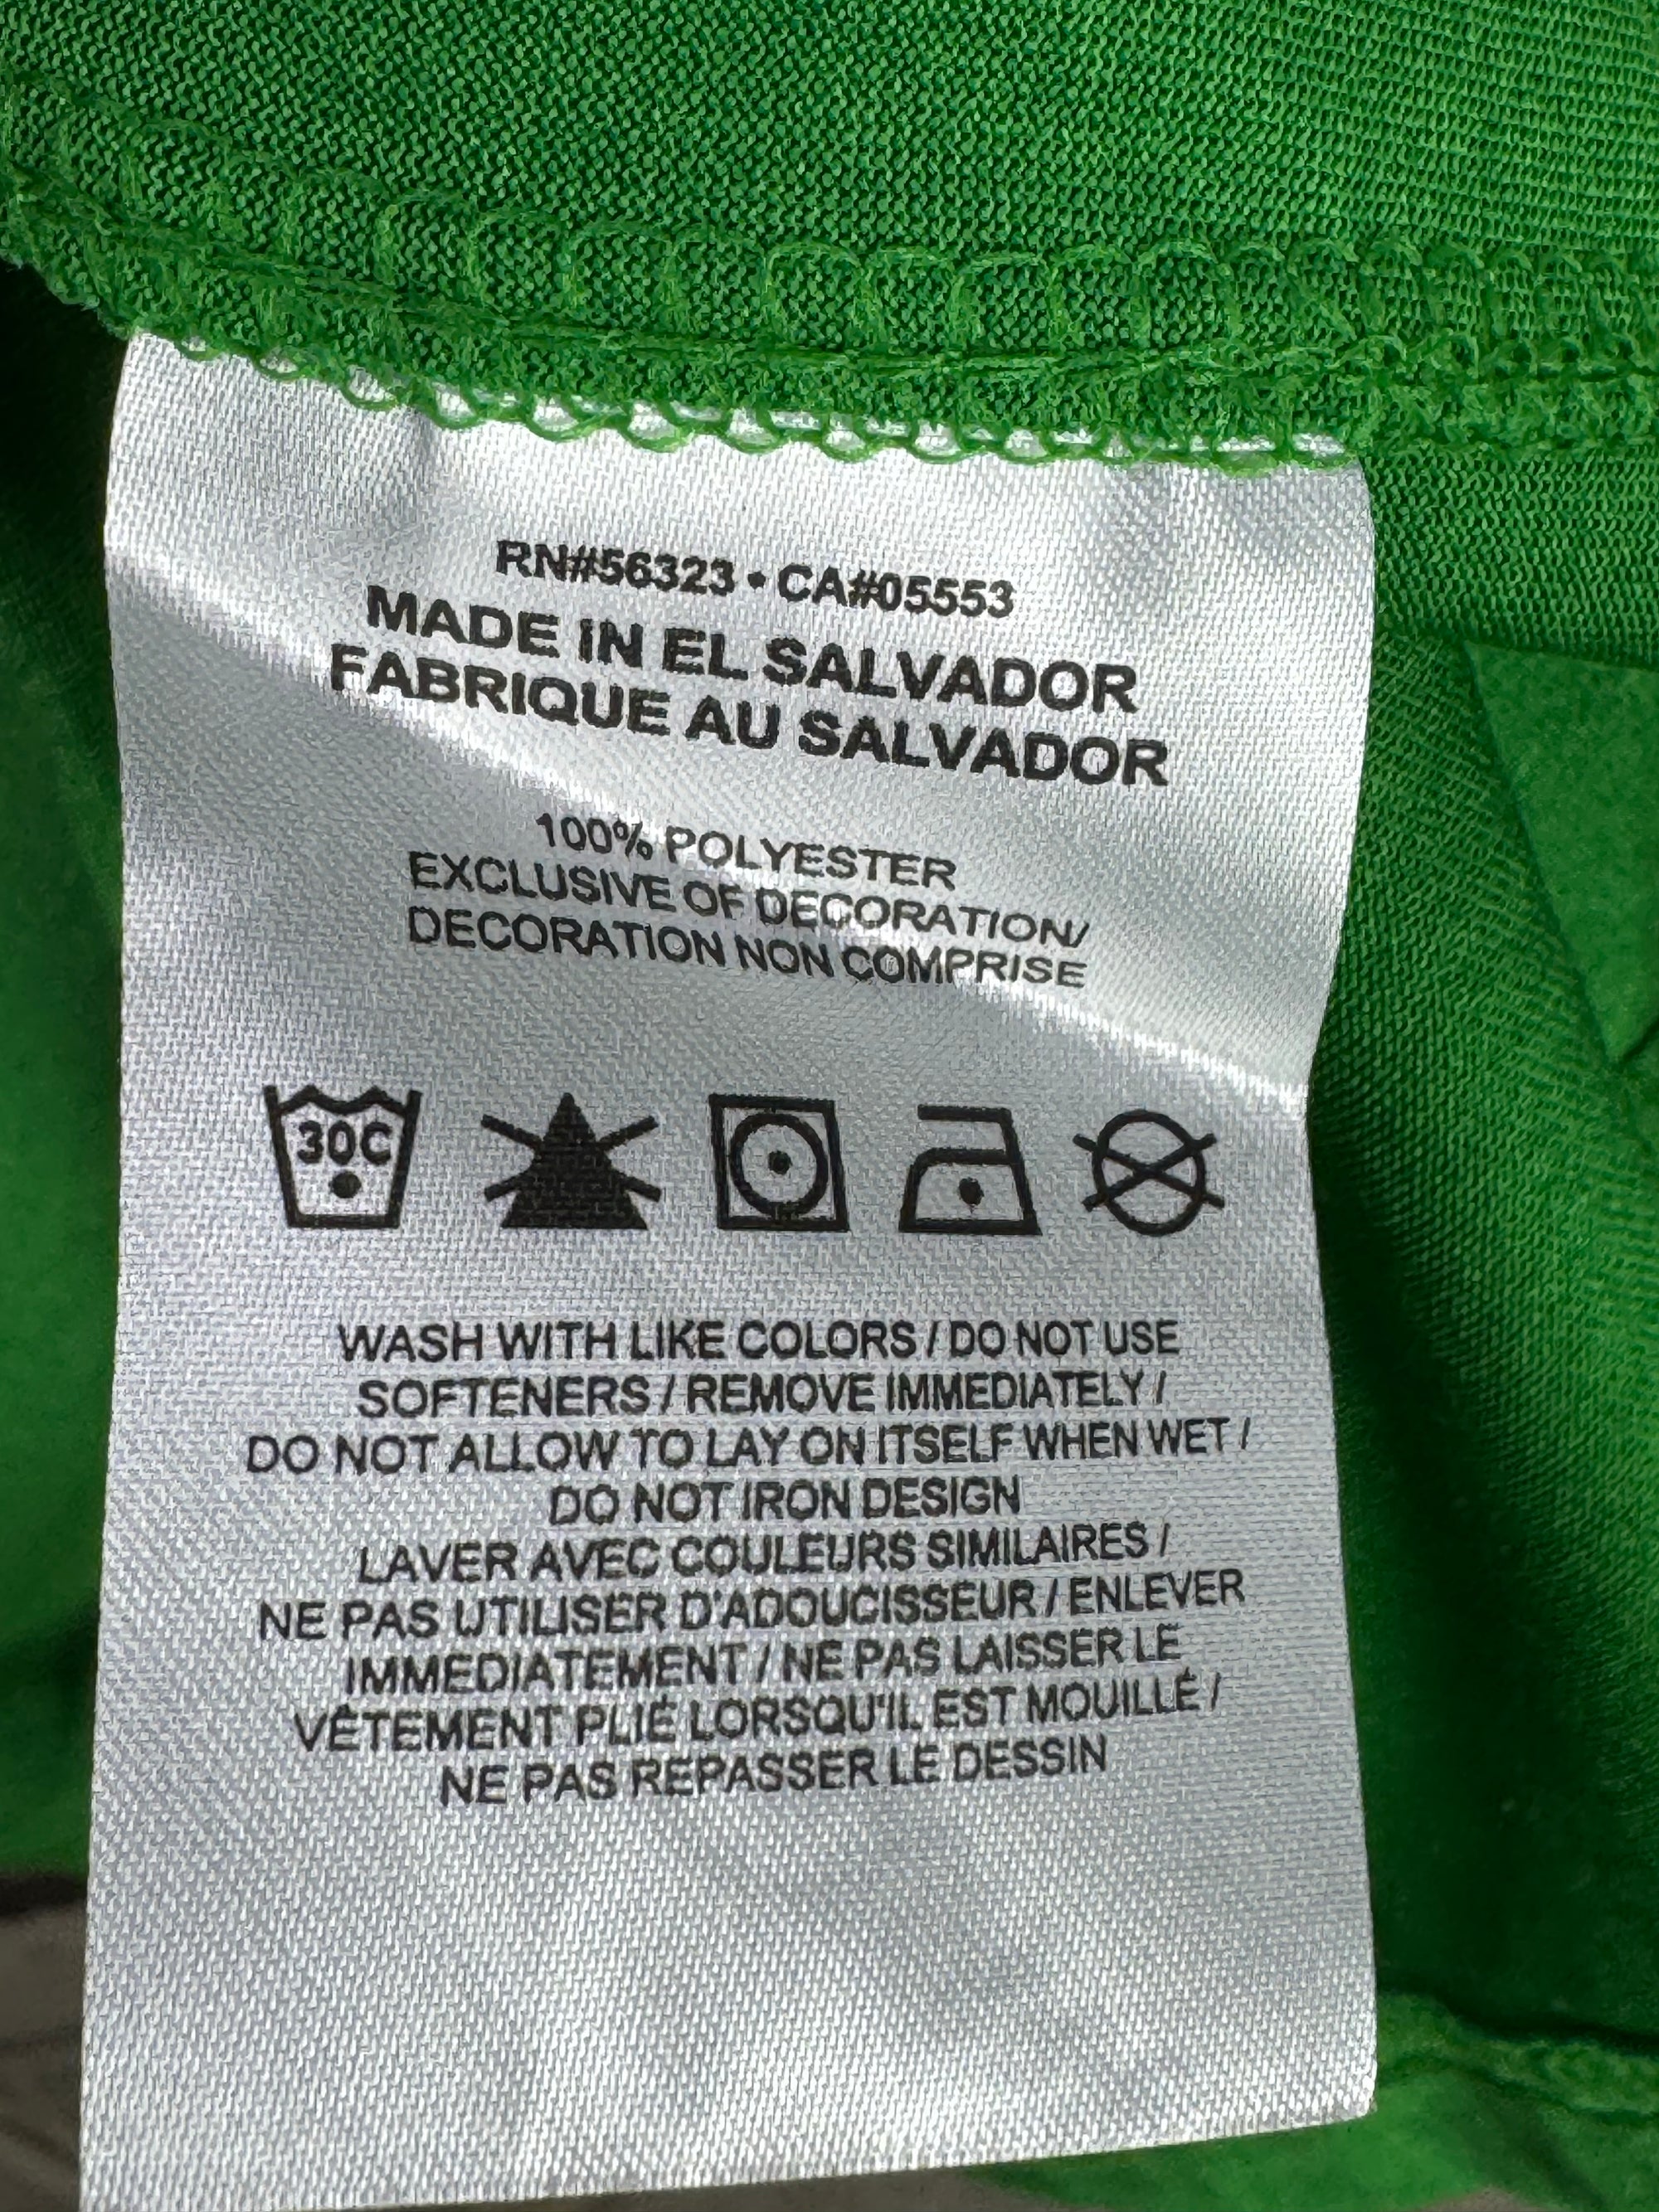 RN#56323 • CA#05553
MADE IN EL SALVADOR
FABRIQUE AU SALVADOR
100% POLYESTER
EXCLUSIVE OF DECORATION/
DECORATION NON COMPRISE
30C
WASH WITH LIKE COLORS / DO NOT USE
SOFTENERS / REMOVE IMMEDIATELY /
DO NOT ALLOW TO LAY ON ITSELF WHEN WET /
DO NOT IRON DESIGN
LAVER AVEC COULEURS SIMILAIRES /
NE PAS UTILISER D'ADOUCISSEUR / ENLEVER
IMMEDIATEMENT / NE PAS LAISSER LE
VÊTEMENT PLIÉ LORSQU'IL EST MOUILLÉ /
NE PAS REPASSER LE DESSIN